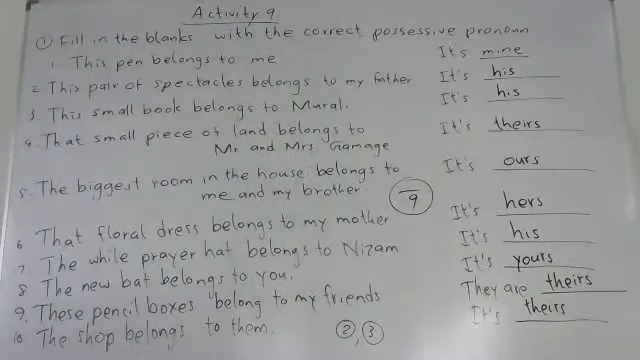 Activity 9
① Fill in the blanks with the correct possessive pronoun
1. This pen belongs to me It's mine
2. This pair of spectacles belongs to my father It's his
3. This small book belongs to Mural. It's his
4. That small piece of land belongs to It's theirs
Mr. and Mrs Gamage
5. The biggest room in the house belongs to It's ours
me and my brother.
9
6 That floral dress belongs to my mother It's hers
7. The while prayer hat belongs to Nizam It's his
8 The new bat belongs to you. It's yours
9. These pencil boxes belong to my friends They are theirs
10. The shop belongs to them. It's theirs
②, ③